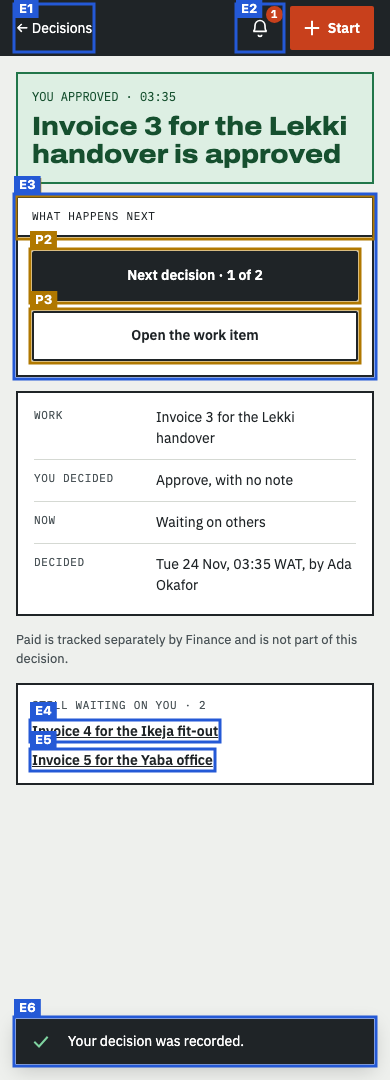 E1
← Decisions
E2
1
+ Start
YOU APPROVED · 03:35
Invoice 3 for the Lekki
handover is approved
E3
WHAT HAPPENS NEXT
P2
Next decision · 1 of 2
P3
Open the work item
WORK
Invoice 3 for the Lekki
handover
YOU DECIDED
Approve, with no note
NOW
Waiting on others
DECIDED
Tue 24 Nov, 03:35 WAT, by Ada
Okafor
Paid is tracked separately by Finance and is not part of this
decision.
WAITING ON YOU · 2
E4
Invoice 4 for the Ikeja fit-out
E5
Invoice 5 for the Yaba office
E6
Your decision was recorded.